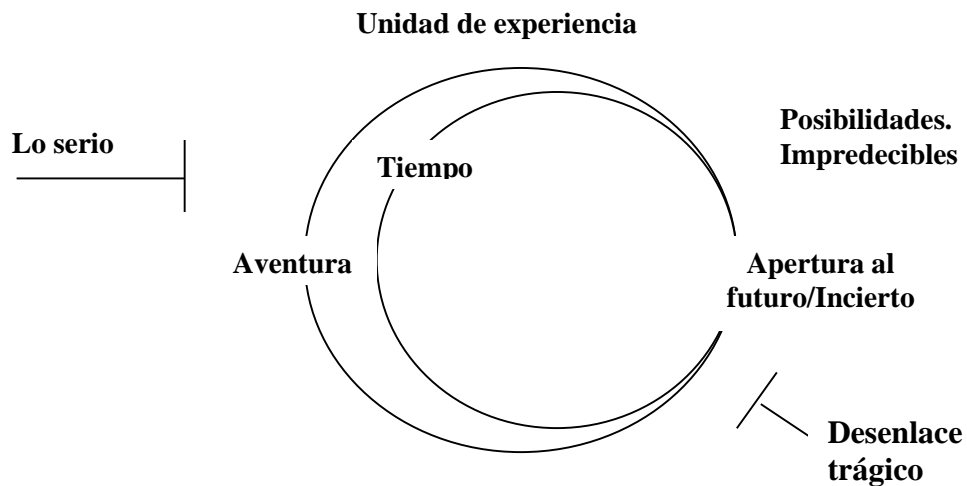 Unidad de experiencia
Lo serio
Posibilidades.
Impredecibles
Tiempo
Aventura
Apertura al
futuro/Incierto
Desenlace
trágico